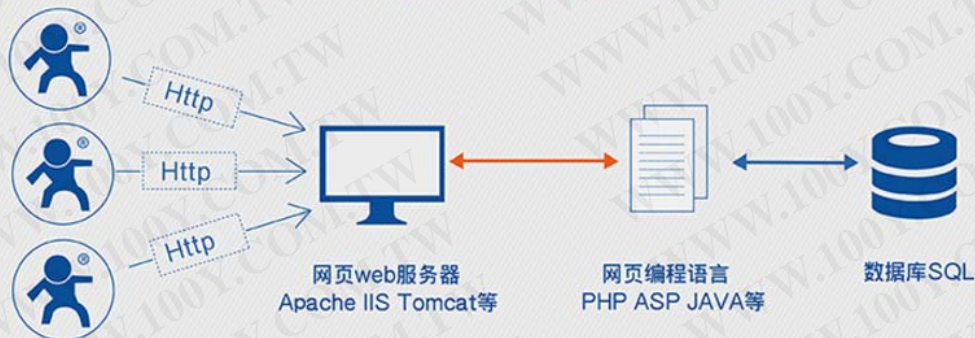 Http
Http
Http
网页web服务器
Apache IIS Tomcat等
网页编程语言
PHP ASP JAVA等
数据库SQL
®
®
®
WWW.100Y.COM.TW